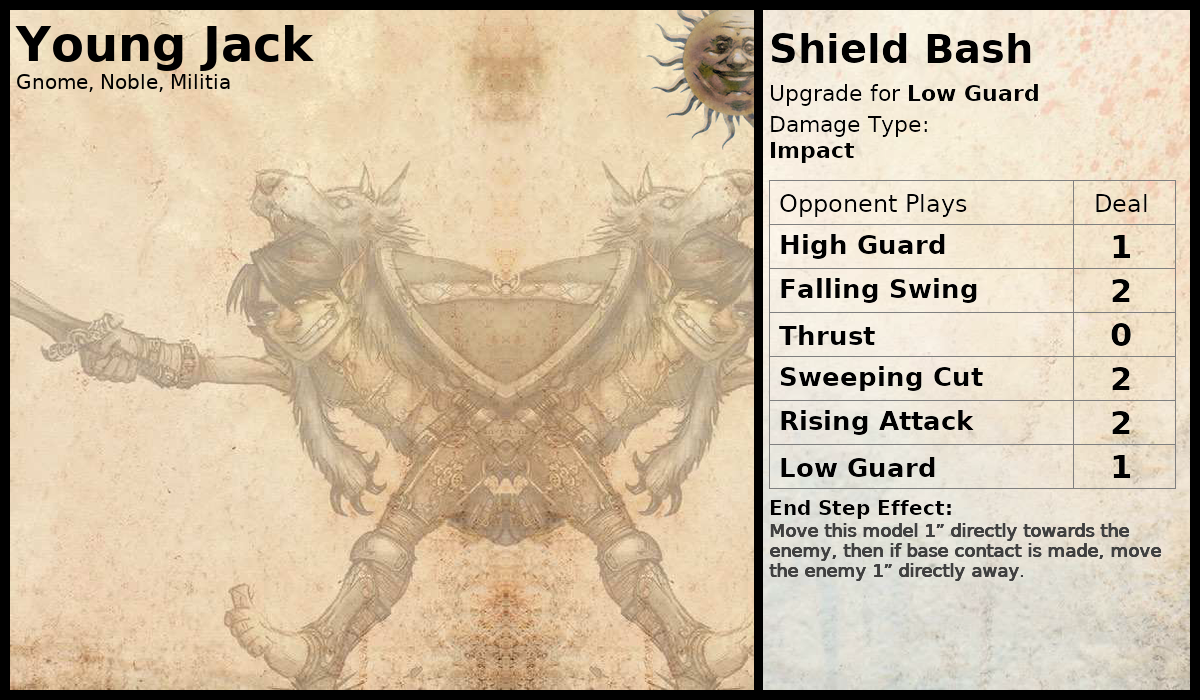 Young Jack
Gnome, Noble, Militia
Shield Bash
Upgrade for Low Guard
Damage Type:
Impact
Opponent Plays Deal
High Guard 1
Falling Swing 2
Thrust 0
Sweeping Cut 2
Rising Attack 2
Low Guard 1
End Step Effect:
Move this model 1” directly towards the
enemy, then if base contact is made, move
the enemy 1” directly away.